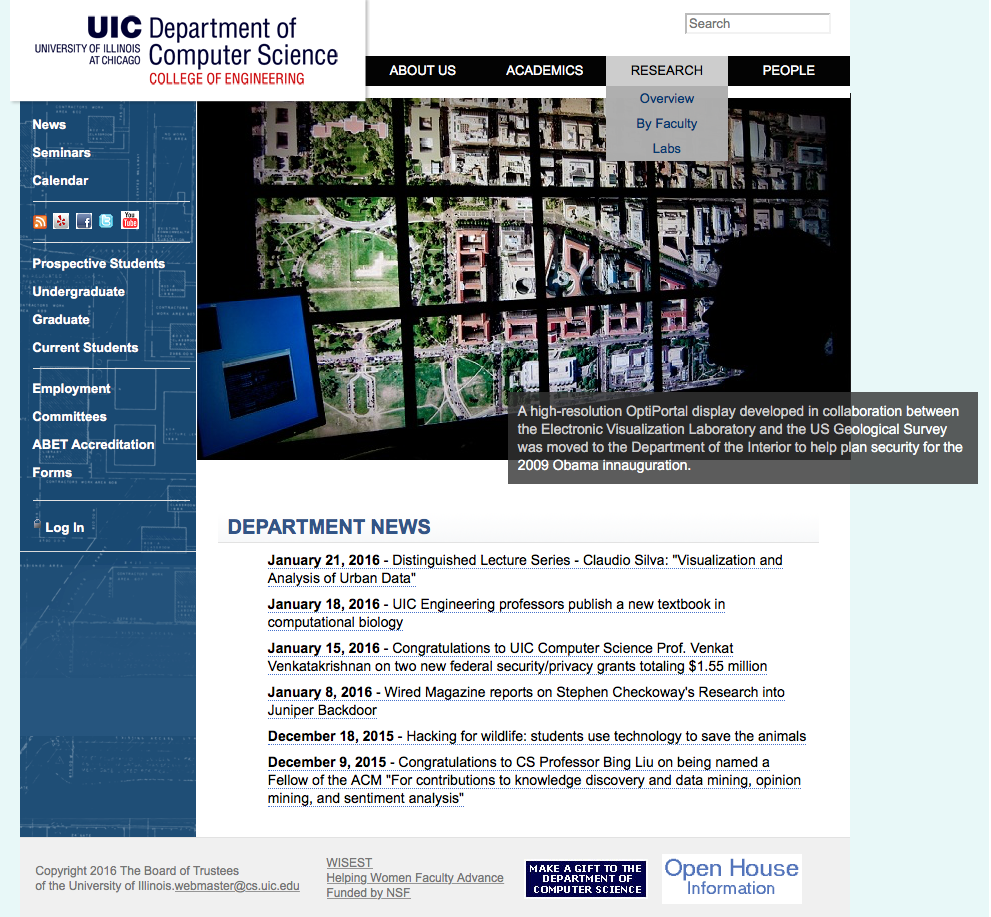 UIC Department of
UNIVERSITY OF ILLINOIS
AT CHICAGO
Computer Science
COLLEGE OF ENGINEERING
Search
ABOUT US ACADEMICS RESEARCH PEOPLE
Overview
By Faculty
Labs
News
Seminars
Calendar
You
Tube
Prospective Students
Undergraduate
Graduate
Current Students
Employment
Committees
ABET Accreditation
Forms
Log In
A high-resolution OptiPortal display developed in collaboration between
the Electronic Visualization Laboratory and the US Geological Survey
was moved to the Department of the Interior to help plan security for the
2009 Obama innauguration.
DEPARTMENT NEWS
January 21, 2016 - Distinguished Lecture Series - Claudio Silva: "Visualization and
Analysis of Urban Data"
January 18, 2016 - UIC Engineering professors publish a new textbook in
computational biology
January 15, 2016 - Congratulations to UIC Computer Science Prof. Venkat
Venkatakrishnan on two new federal security/privacy grants totaling $1.55 million
January 8, 2016 - Wired Magazine reports on Stephen Checkoway's Research into
Juniper Backdoor
December 18, 2015 - Hacking for wildlife: students use technology to save the animals
December 9, 2015 - Congratulations to CS Professor Bing Liu on being named a
Fellow of the ACM "For contributions to knowledge discovery and data mining, opinion
mining, and sentiment analysis"
Copyright 2016 The Board of Trustees
of the University of Illinois.webmaster@cs.uic.edu
WISEST
Helping Women Faculty Advance
Funded by NSF
MAKE A GIFT TO THE
DEPARTMENT OF
COMPUTER SCIENCE
Open House
Information